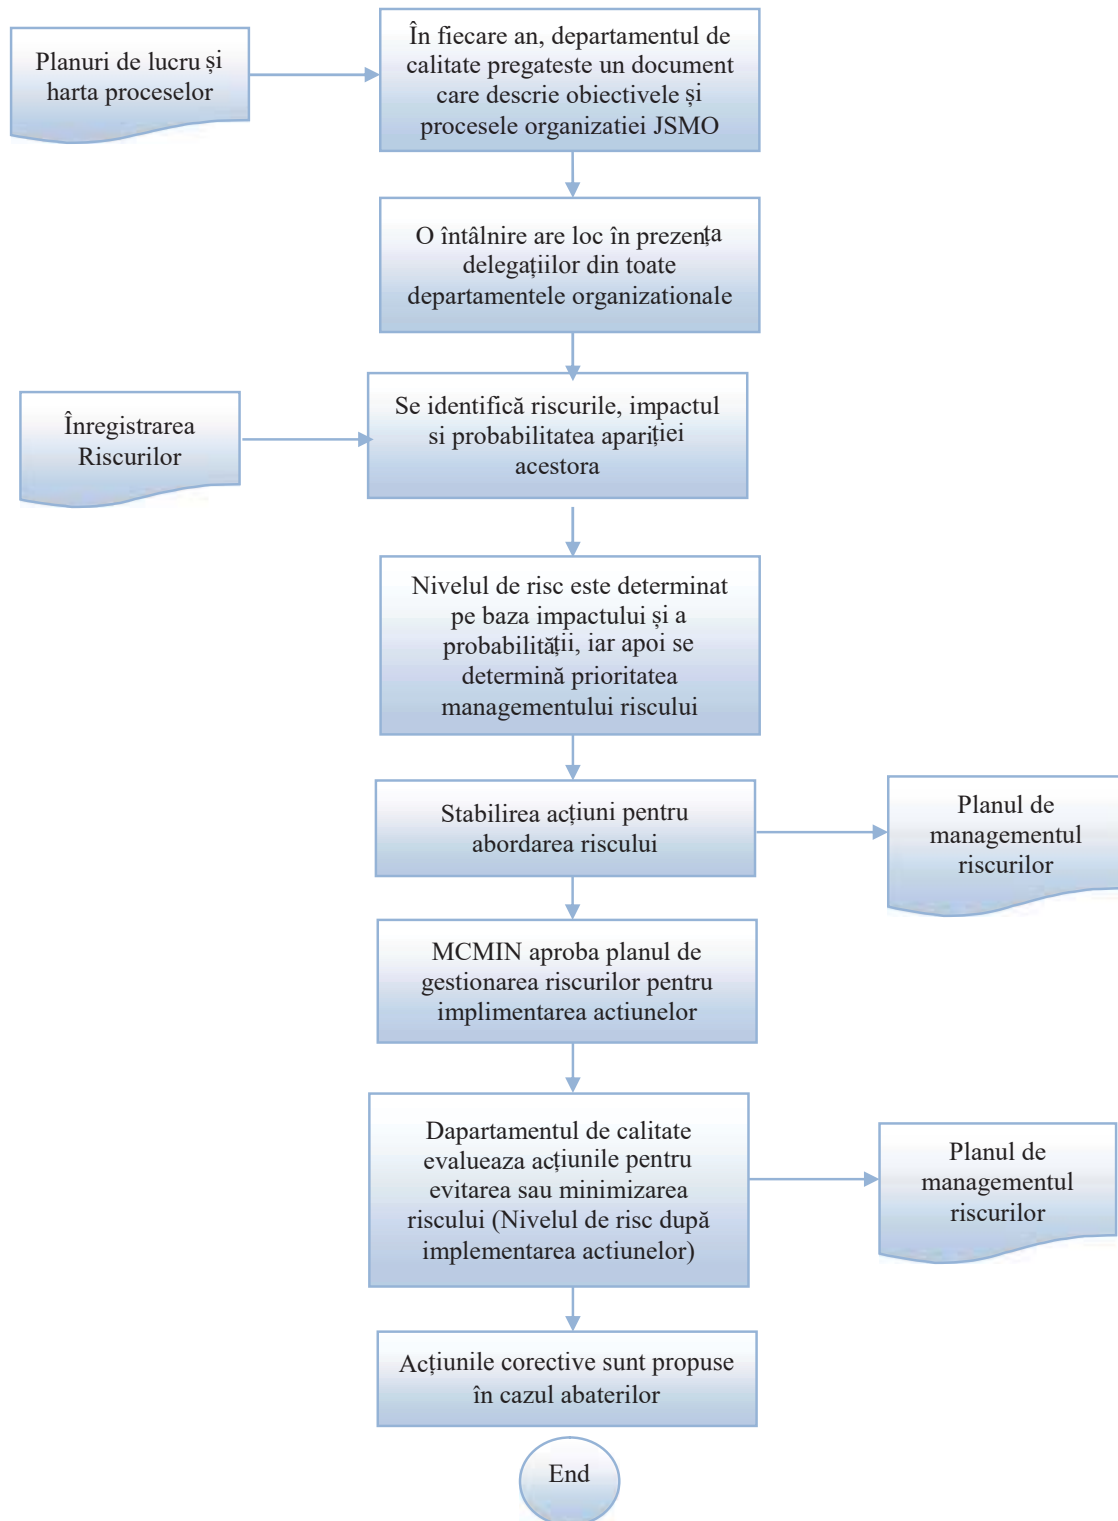 Planuri de lucru și
harta proceselor
În fiecare an, departamentul de
calitate pregateste un document
care descrie obiectivele și
procesele organizatiei JSMO
O întâlnire are loc în prezența
delegațiilor din toate
departamentele organizationale
Înregistrarea
Riscurilor
Se identifică riscurile, impactul
si probabilitatea apariției
acestora
Nivelul de risc este determinat
pe baza impactului și a
probabilității, iar apoi se
determină prioritatea
managementului riscului
Stabilirea acțiuni pentru
abordarea riscului
Planul de
managementul
riscurilor
MCMIN aproba planul de
gestionarea riscurilor pentru
implimentarea actiunelor
Dapartamentul de calitate
evalueaza acțiunile pentru
evitarea sau minimizarea
riscului (Nivelul de risc după
implementarea actiunelor)
Planul de
managementul
riscurilor
Acțiunile corective sunt propuse
în cazul abaterilor
End